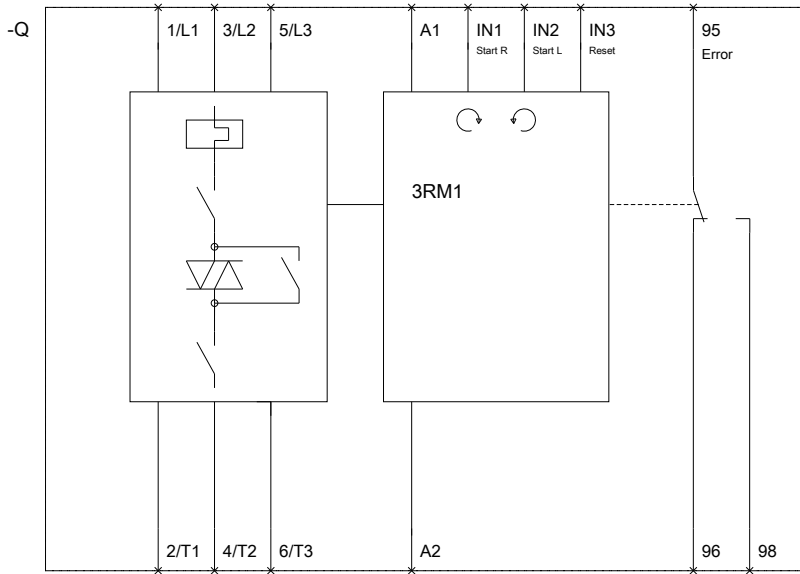 -Q
1/L1 3/L2 5/L3 A1 IN1 IN2 IN3 95
Start R Start L Reset Error
3RM1
2/T1 4/T2 6/T3 A2 96 98